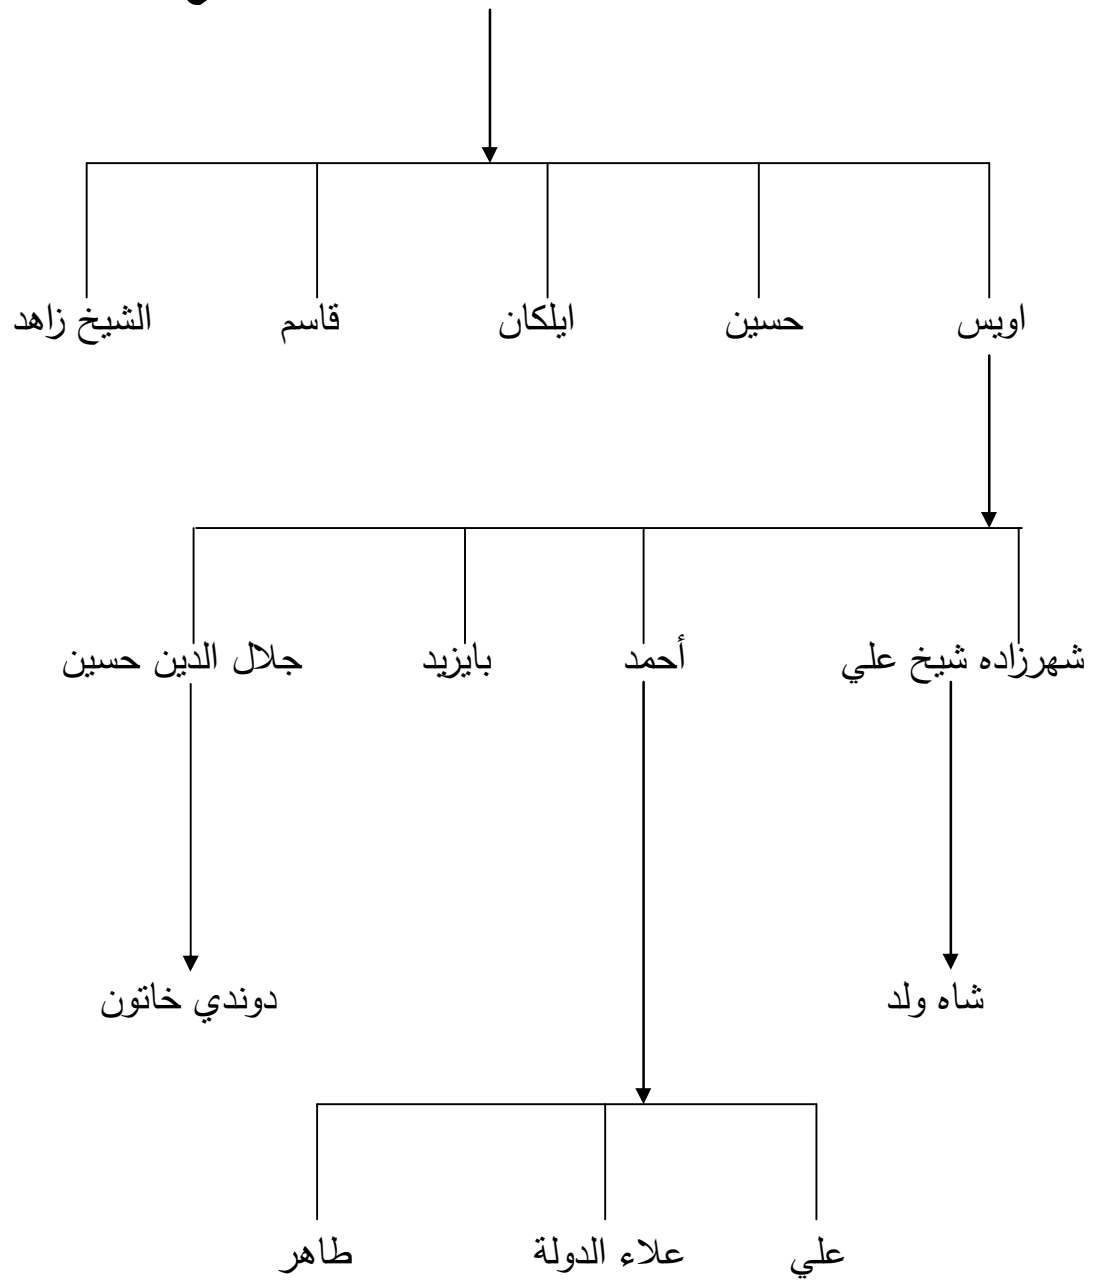 اويس حسين ايلكان قاسم الشيخ زاهد
شهرزاده شيخ علي أحمد بايزيد جلال الدين حسين
شاه ولد دوندي خاتون
علي علاء الدولة طاهر